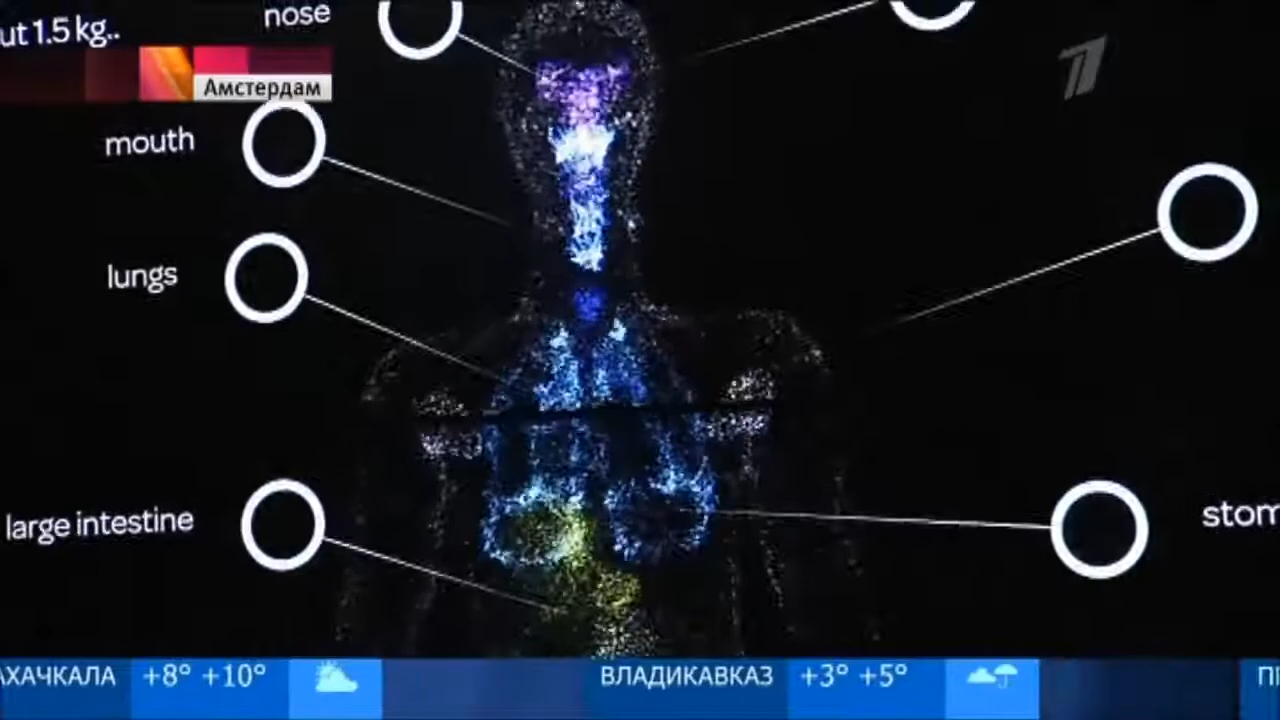 ut 1.5 kg..
nose
Амстердам
mouth
lungs
large intestine
stom
АХАЧКАЛА +8° +10°
ВЛАДИКАВКАЗ +3° +5°